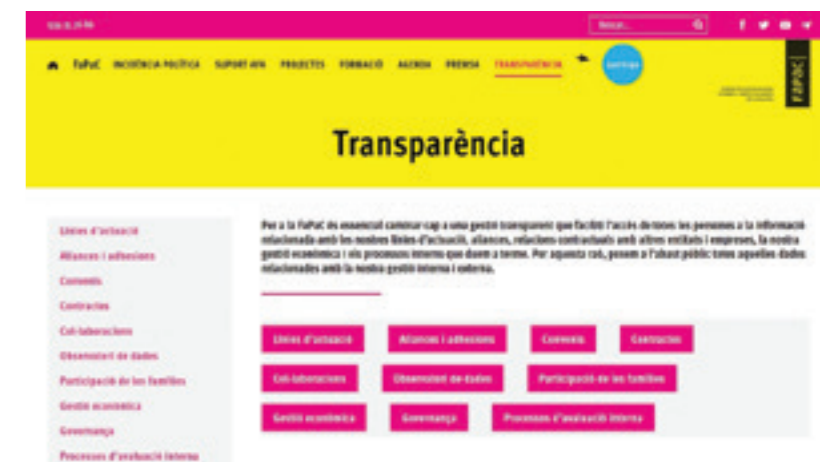 Buscar...
FaPaC INCIDÈNCIA POLÍTICA SUPORT AFA PROJECTES FORMACIÓ AGENDA PREMSA TRANSPARÈNCIA
FaPaC
Transparència
Línies d'actuació
Aliances i adhesions
Convenis
Contractes
Col·laboracions
Observatori de dades
Participació de les famílies
Gestió econòmica
Governança
Processos d'avaluació interna
Per a la FaPaC és essencial caminar cap a una gestió transparent que faciliti l'accés de totes les persones a la informació
relacionada amb les nostres línies d'actuació, aliances, relacions contractuals amb altres entitats i empreses, la nostra
gestió econòmica i els processos interns que duem a terme. Per aquesta raó, posem a l'abast públic totes aquelles dades
relacionades amb la nostra gestió interna i externa.
Línies d'actuació Aliances i adhesions Convenis Contractes
Col·laboracions Observatori de dades Participació de les famílies
Gestió econòmica Governança Processos d'avaluació interna